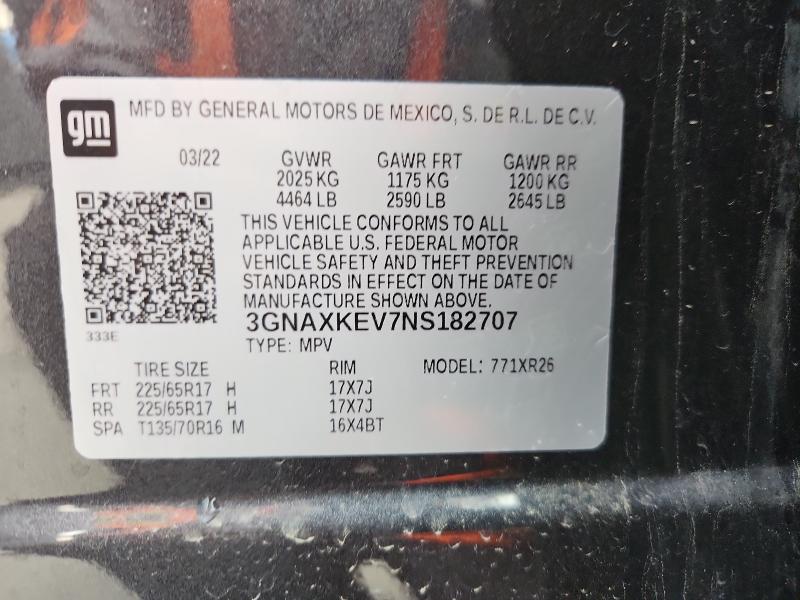 gm MFD BY GENERAL MOTORS DE MEXICO, S. DE R.L. DE C.V.
03/22 GVWR GAWR FRT GAWR RR
2025 KG 1175 KG 1200 KG
4464 LB 2590 LB 2645 LB
THIS VEHICLE CONFORMS TO ALL
APPLICABLE U.S. FEDERAL MOTOR
VEHICLE SAFETY AND THEFT PREVENTION
STANDARDS IN EFFECT ON THE DATE OF
MANUFACTURE SHOWN ABOVE.
3GNAXKEV7NS182707
333E
TYPE: MPV
TIRE SIZE RIM MODEL: 771XR26
FRT 225/65R17 H 17X7J
RR 225/65R17 H 17X7J
SPA T135/70R16 M 16X4BT